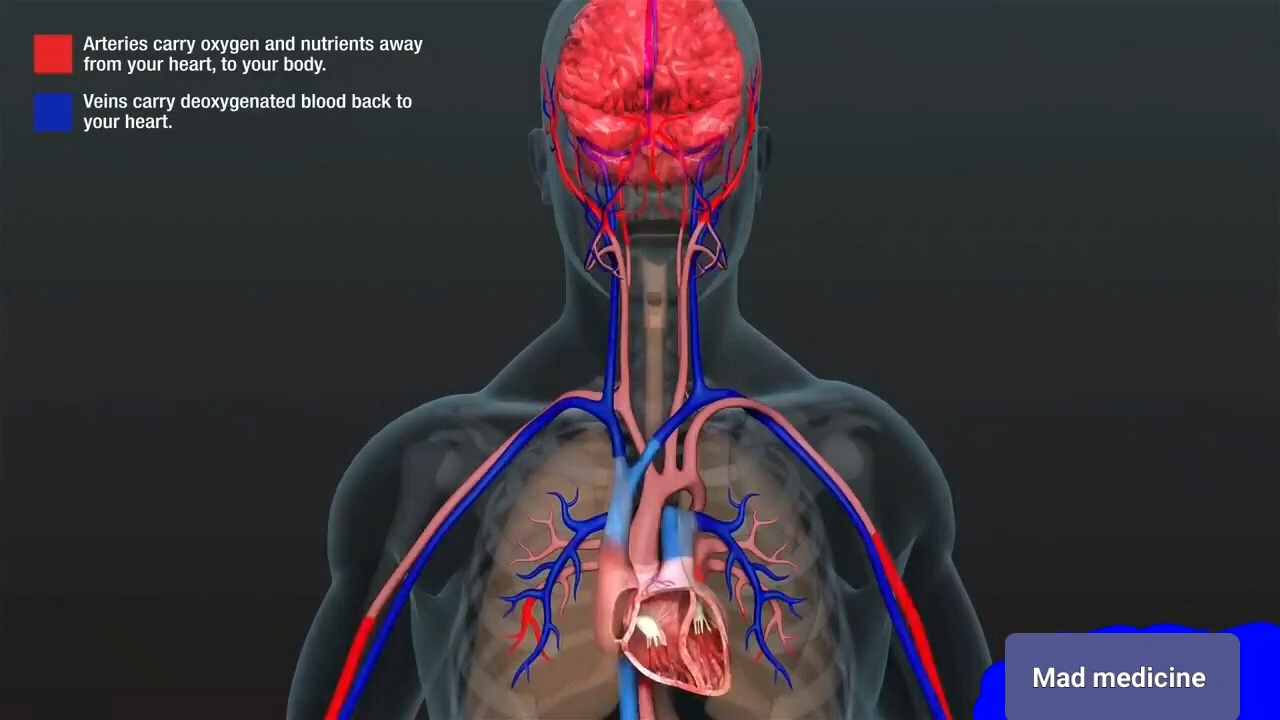 Arteries carry oxygen and nutrients away
from your heart, to your body.
Veins carry deoxygenated blood back to
your heart.
Mad medicine